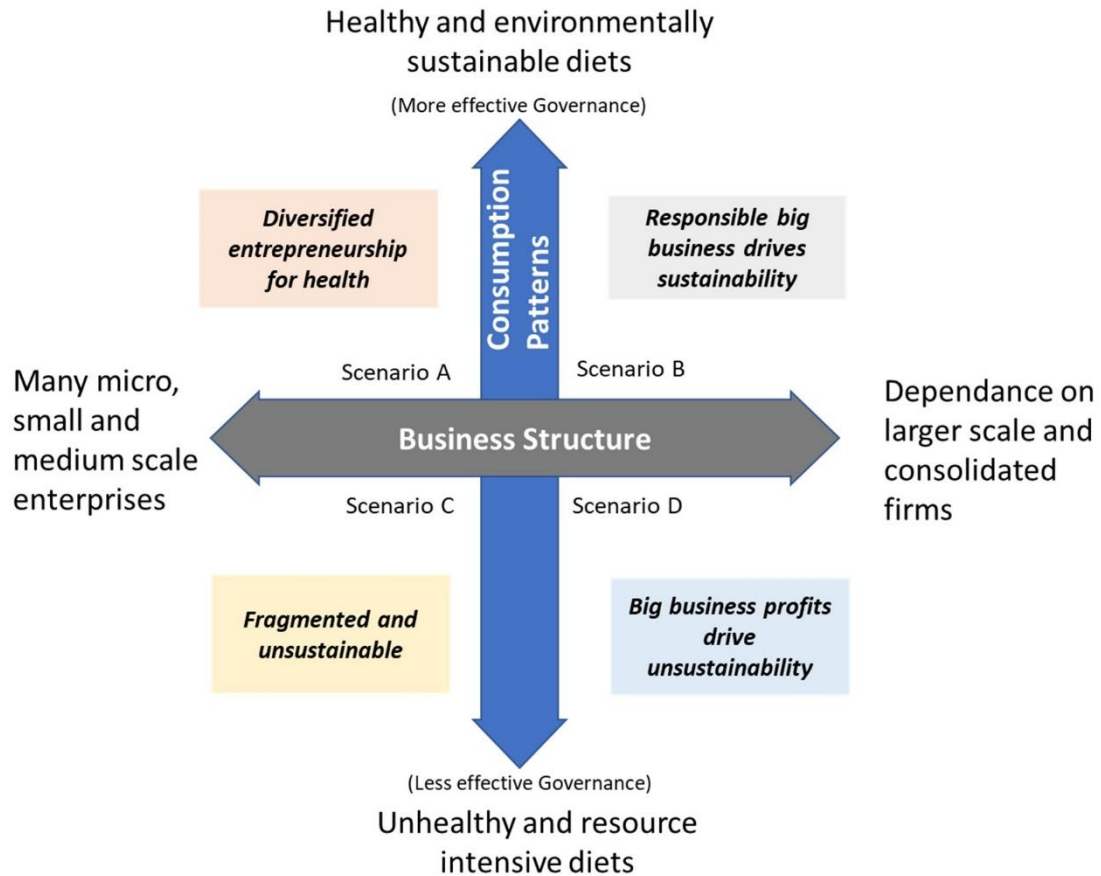 Healthy and environmentally
sustainable diets
(More effective Governance)
Consumption
Patterns
Diversified
entrepreneurship
for health
Responsible big
business drives
sustainability
Scenario A
Scenario B
Many micro,
small and
medium scale
enterprises
Business Structure
Dependance on
larger scale and
consolidated
firms
Scenario C
Scenario D
Fragmented and
unsustainable
Big business profits
drive
unsustainability
(Less effective Governance)
Unhealthy and resource
intensive diets